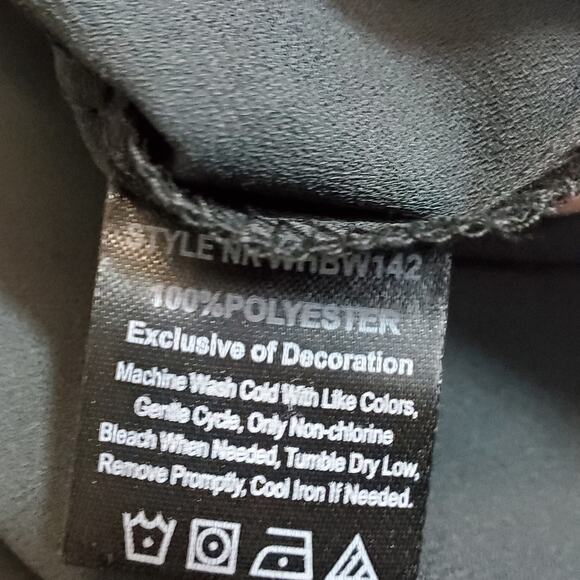 STYLE NR WHBW142
100%POLYESTER
Exclusive of Decoration
Machine Wash Cold With Like Colors,
Gentle Cycle, Only Non-chlorine
Bleach When Needed, Tumble Dry Low,
Remove Promptly, Cool Iron If Needed.